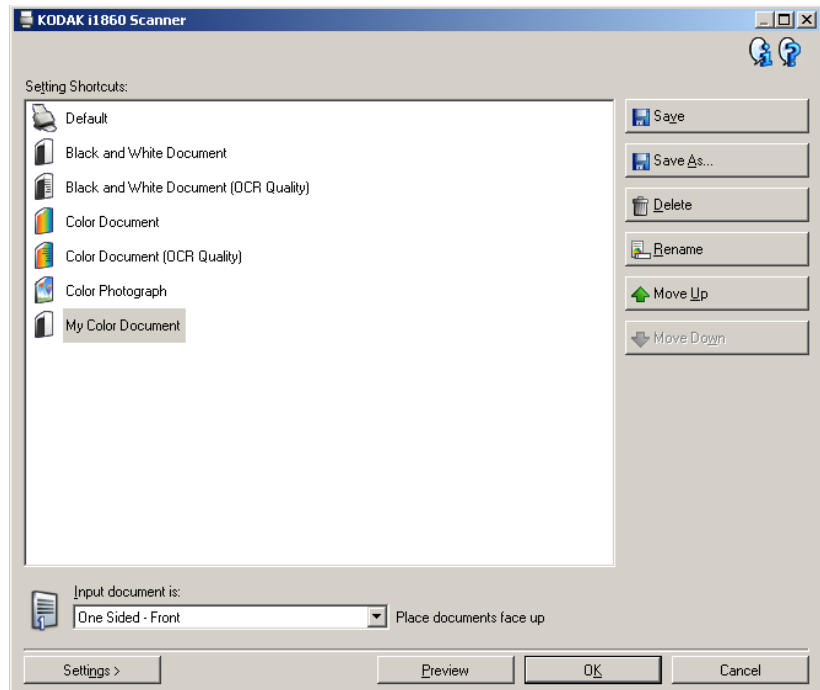 KODAK i1860 Scanner
Setting Shortcuts:
Default
Black and White Document
Black and White Document (OCR Quality)
Color Document
Color Document (OCR Quality)
Color Photograph
My Color Document
Save
Save As...
Delete
Rename
Move Up
Move Down
Input document is:
One Sided - Front
Place documents face up
Settings >
Preview
OK
Cancel